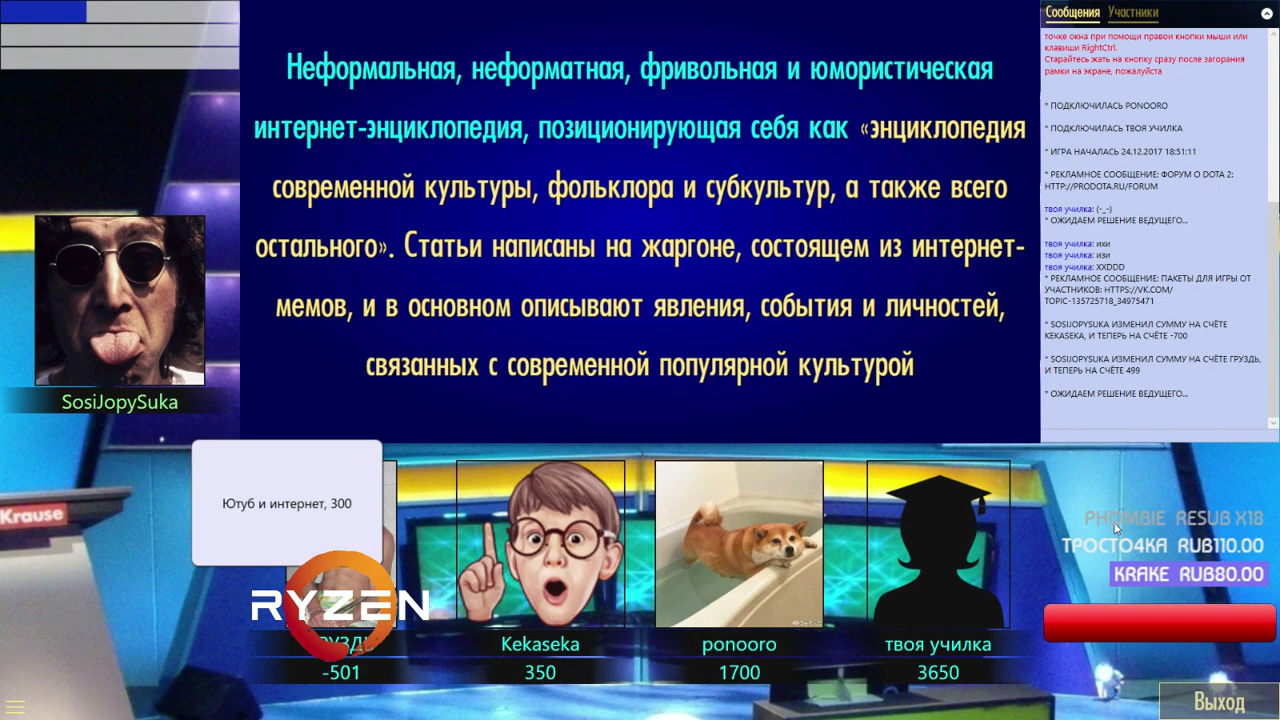 Неформальная, неформатная, фривольная и юмористическая
интернет-энциклопедия, позиционирующая себя как «энциклопедия
современной культуры, фольклора и субкультур, а также всего
остального». Статьи написаны на жаргоне, состоящем из интернет-
мемов, и в основном описывают явления, события и личностей,
связанных с современной популярной культурой
Сообщения Участники
точке окна при помощи правой кнопки мыши или
клавиши RightCtrl.
Старайтесь жать на кнопку сразу после загорания
рамки на экране, пожалуйста
* ПОДКЛЮЧИЛАСЬ PONOORO
* ПОДКЛЮЧИЛАСЬ ТВОЯ УЧИЛКА
* ИГРА НАЧАЛАСЬ 24.12.2017 18:51:11
* РЕКЛАМНОЕ СООБЩЕНИЕ: ФОРУМ О DOTA 2:
HTTP://PRODOTA.RU/FORUM
твоя училка: (-_-)
* ОЖИДАЕМ РЕШЕНИЕ ВЕДУЩЕГО...
твоя училка: ихи
твоя училка: изи
твоя училка: XXDDD
* РЕКЛАМНОЕ СООБЩЕНИЕ: ПАКЕТЫ ДЛЯ ИГРЫ ОТ
УЧАСТНИКОВ: HTTPS://VK.COM/
TOPIC-135725718_34975471
* SOSIJOPYSUKA ИЗМЕНИЛ СУММУ НА СЧЁТЕ
KEKASEKA, И ТЕПЕРЬ НА СЧЁТЕ -700
* SOSIJOPYSUKA ИЗМЕНИЛ СУММУ НА СЧЁТЕ ГРУЗДЬ,
И ТЕПЕРЬ НА СЧЁТЕ 499
* ОЖИДАЕМ РЕШЕНИЕ ВЕДУЩЕГО...
SosiJopySuka
Ютуб и интернет, 300
Krause
RYZEN
Kekaseka
ponooro
твоя училка
-501
350
1700
3650
PHOMBIE RESUB X18
ТРОСТО4КА RUB110.00
KRAKE RUB80.00
Выход